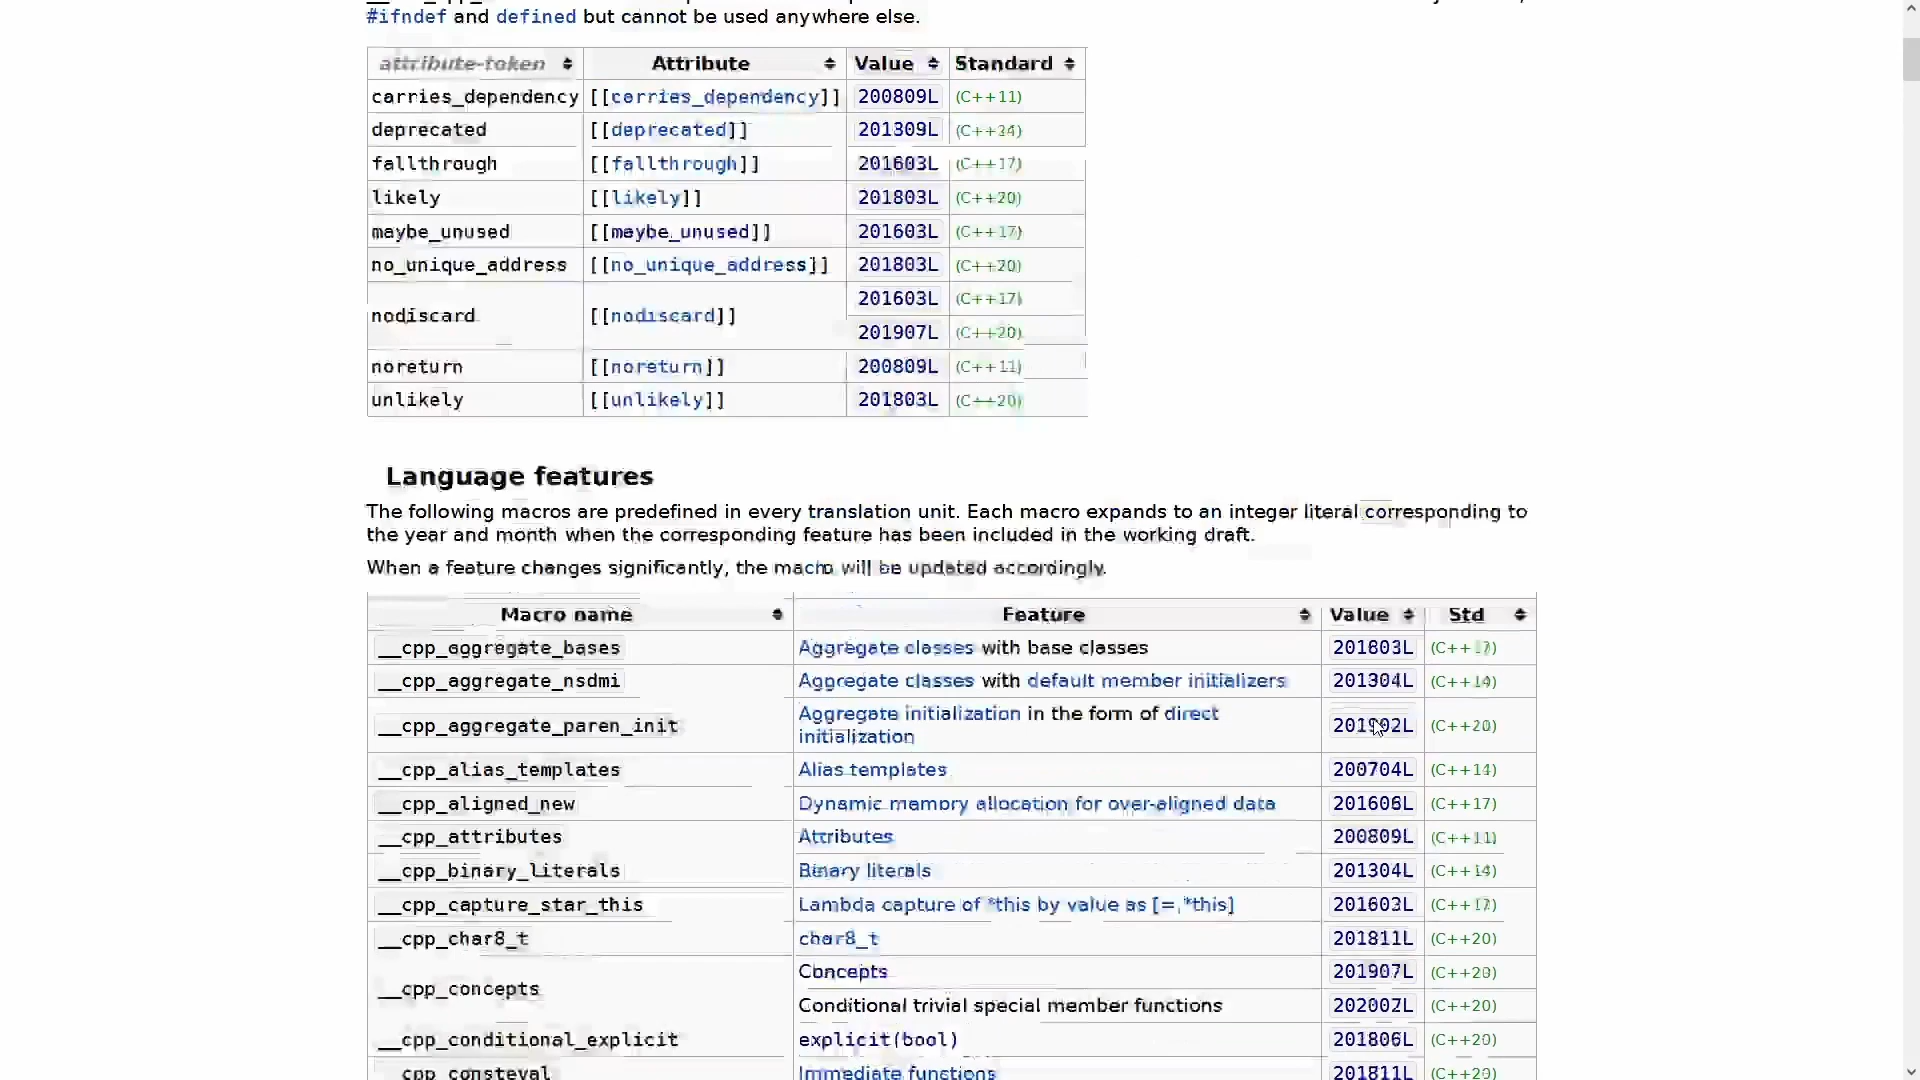 #ifndef and defined but cannot be used anywhere else.
attribute-token Attribute Value Standard
carries_dependency [[carries_dependency]] 200809L (C++11)
deprecated [[deprecated]] 201309L (C++14)
fallthrough [[fallthrough]] 201603L (C++17)
likely [[likely]] 201803L (C++20)
maybe_unused [[maybe_unused]] 201603L (C++17)
no_unique_address [[no_unique_address]] 201803L (C++20)
201603L (C++17)
nodiscard [[nodiscard]]
201907L (C++20)
noreturn [[noreturn]] 200809L (C++11)
unlikely [[unlikely]] 201803L (C++20)
Language features
The following macros are predefined in every translation unit. Each macro expands to an integer literal corresponding to
the year and month when the corresponding feature has been included in the working draft.
When a feature changes significantly, the macro will be updated accordingly.
Macro name Feature Value Std
__cpp_aggregate_bases Aggregate classes with base classes 201603L (C++17)
__cpp_aggregate_nsdmi Aggregate classes with default member initializers 201304L (C++14)
__cpp_aggregate_paren_init Aggregate initialization in the form of direct
initialization 201902L (C++20)
__cpp_alias_templates Alias templates 200704L (C++11)
__cpp_aligned_new Dynamic memory allocation for over-aligned data 201606L (C++17)
__cpp_attributes Attributes 200809L (C++11)
__cpp_binary_literals Binary literals 201304L (C++14)
__cpp_capture_star_this Lambda capture of *this by value as [=,*this] 201603L (C++17)
__cpp_char8_t char8_t 201811L (C++20)
Concepts 201907L (C++20)
__cpp_concepts
Conditional trivial special member functions 202002L (C++20)
__cpp_conditional_explicit explicit(bool) 201806L (C++20)
__cpp_consteval Immediate functions 201811L (C++20)